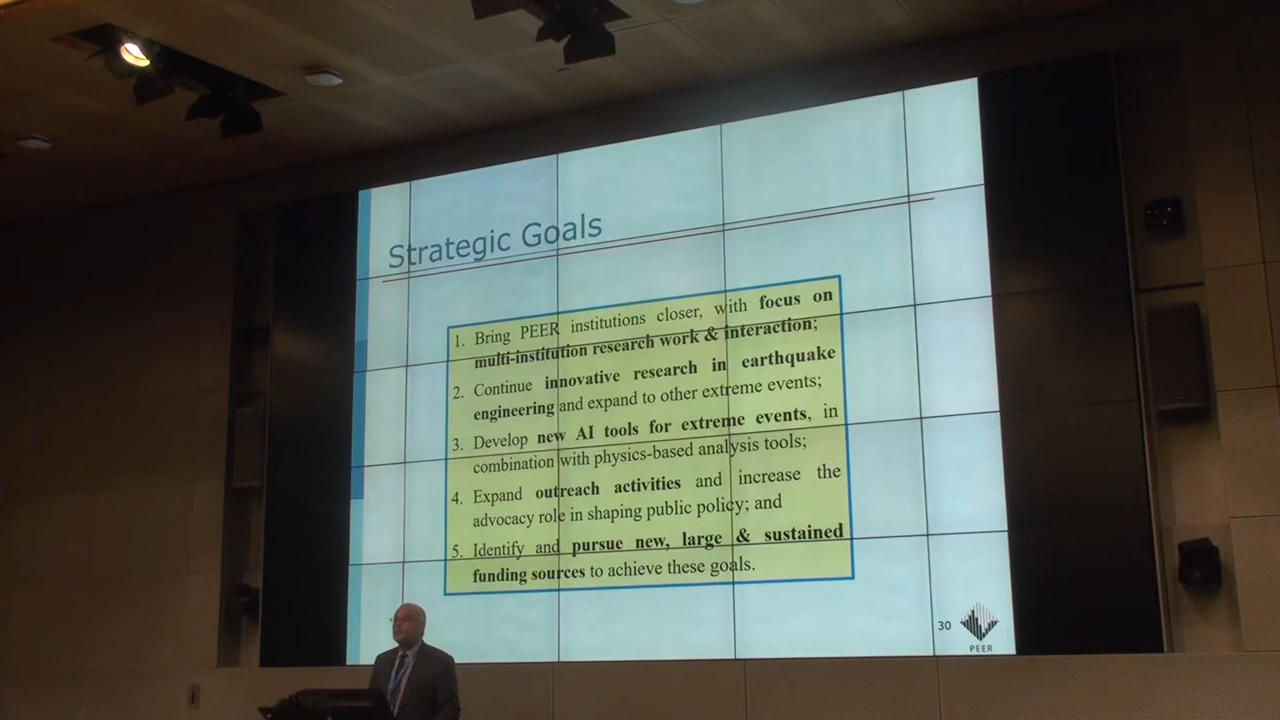 Strategic Goals
1. Bring PEER institutions closer, with focus on
multi-institution research work & interaction;
2. Continue innovative research in earthquake
engineering and expand to other extreme events;
3. Develop new AI tools for extreme events, in
combination with physics-based analysis tools;
4. Expand outreach activities and increase the
advocacy role in shaping public policy; and
5. Identify and pursue new, large & sustained
funding sources to achieve these goals.
30
PEER